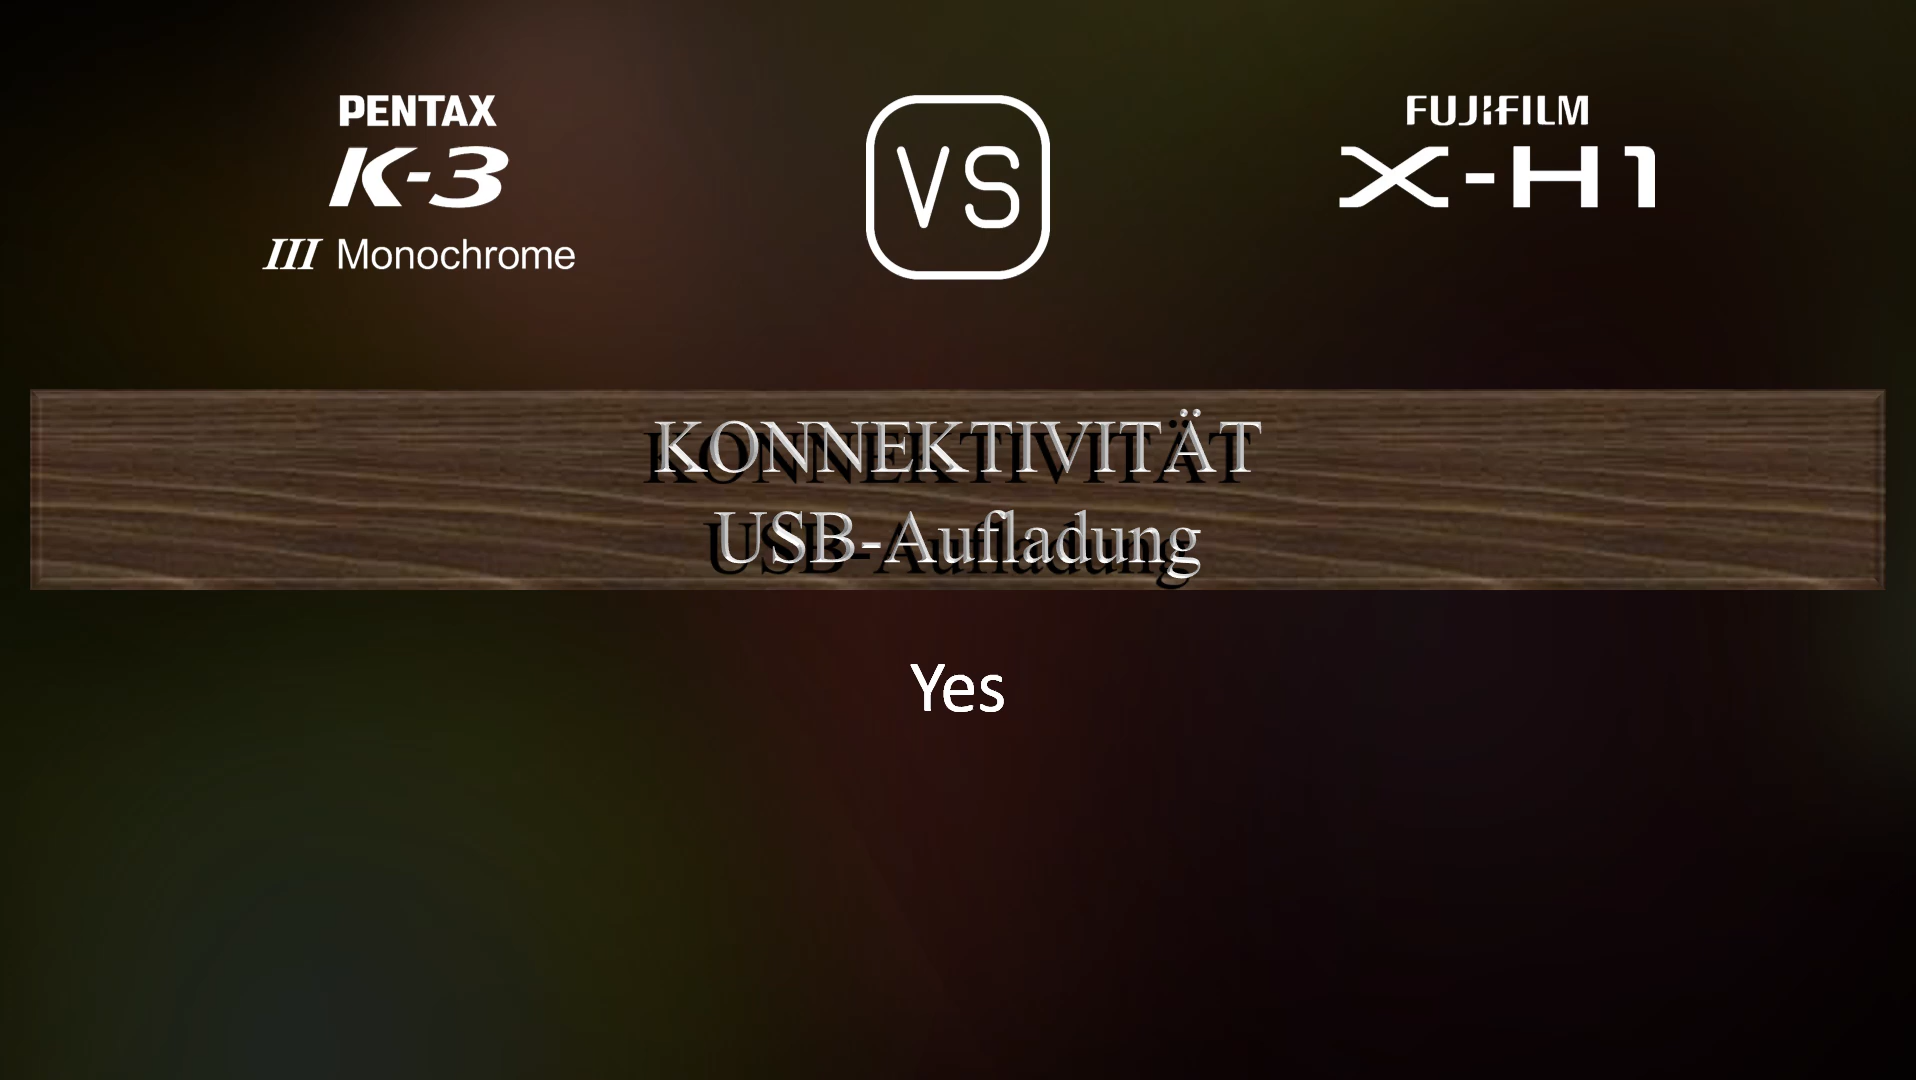 PENTAX
K-3
III Monochrome
VS
FUJIFILM
X-H1
KONNEKTIVITÄT
USB-Aufladung
Yes